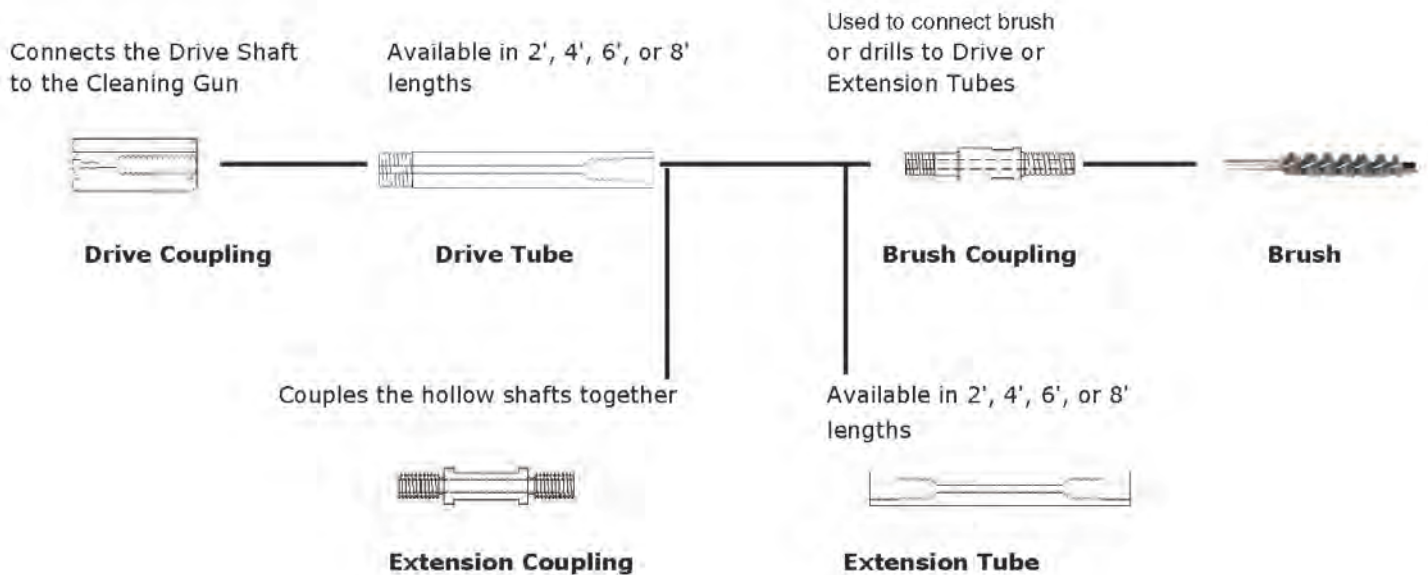 Connects the Drive Shaft
to the Cleaning Gun
Available in 2', 4', 6', or 8'
lengths
Used to connect brush
or drills to Drive or
Extension Tubes
Drive Coupling
Drive Tube
Brush Coupling
Brush
Couples the hollow shafts together
Available in 2', 4', 6', or 8'
lengths
Extension Coupling
Extension Tube